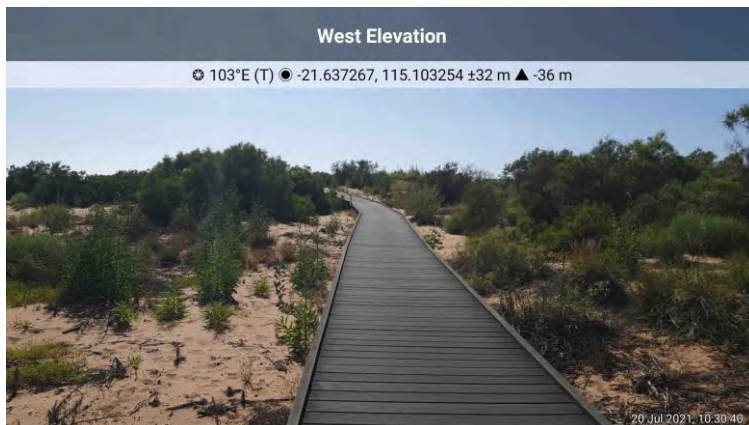 West Elevation
103°E (T) -21.637267, 115.103254 ±32 m ▲ -36 m
20 Jul 2021, 10:30:40